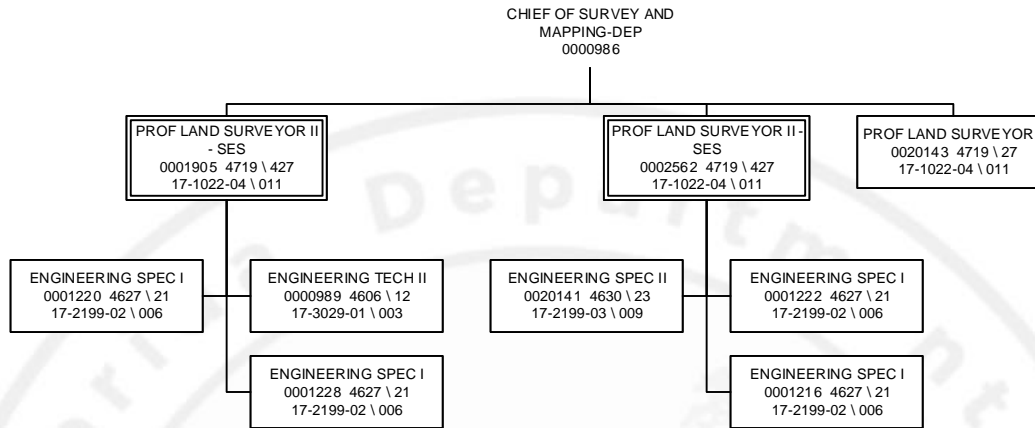 CHIEF OF SURVEY AND
MAPPING-DEP
0000986
PROF LAND SURVEYOR II
- SES
0001905 4719 \ 427
17-1022-04 \ 011
PROF LAND SURVEYOR II -
SES
0002562 4719 \ 427
17-1022-04 \ 011
PROF LAND SURVEYOR
0020143 4719 \ 27
17-1022-04 \ 011
ENGINEERING SPEC I
0001220 4627 \ 21
17-2199-02 \ 006
ENGINEERING TECH II
0000989 4606 \ 12
17-3029-01 \ 003
ENGINEERING SPEC II
0020141 4630 \ 23
17-2199-03 \ 009
ENGINEERING SPEC I
0001222 4627 \ 21
17-2199-02 \ 006
ENGINEERING SPEC I
0001228 4627 \ 21
17-2199-02 \ 006
ENGINEERING SPEC I
0001216 4627 \ 21
17-2199-02 \ 006